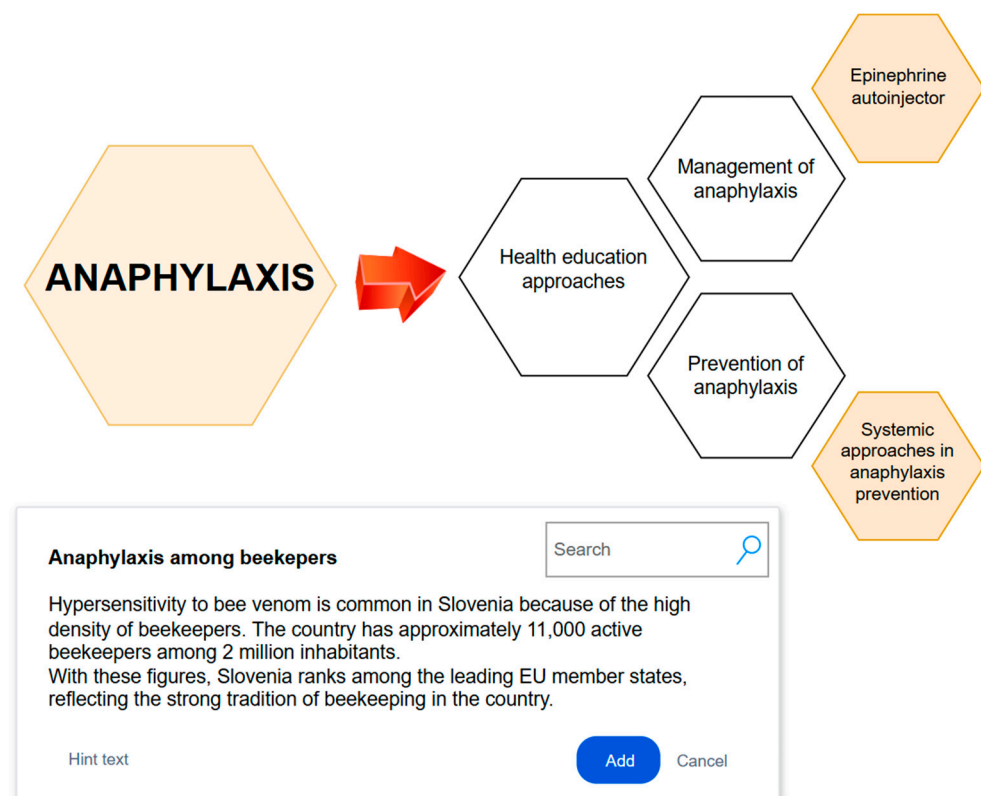 Epinephrine
autoinjector
Management of
anaphylaxis
ANAPHYLAXIS
Health education
approaches
Prevention of
anaphylaxis
Systemic
approaches in
anaphylaxis
prevention
Anaphylaxis among beekepers
Search
Hypersensitivity to bee venom is common in Slovenia because of the high
density of beekeepers. The country has approximately 11,000 active
beekeepers among 2 million inhabitants.
With these figures, Slovenia ranks among the leading EU member states,
reflecting the strong tradition of beekeeping in the country.
Hint text
Add
Cancel